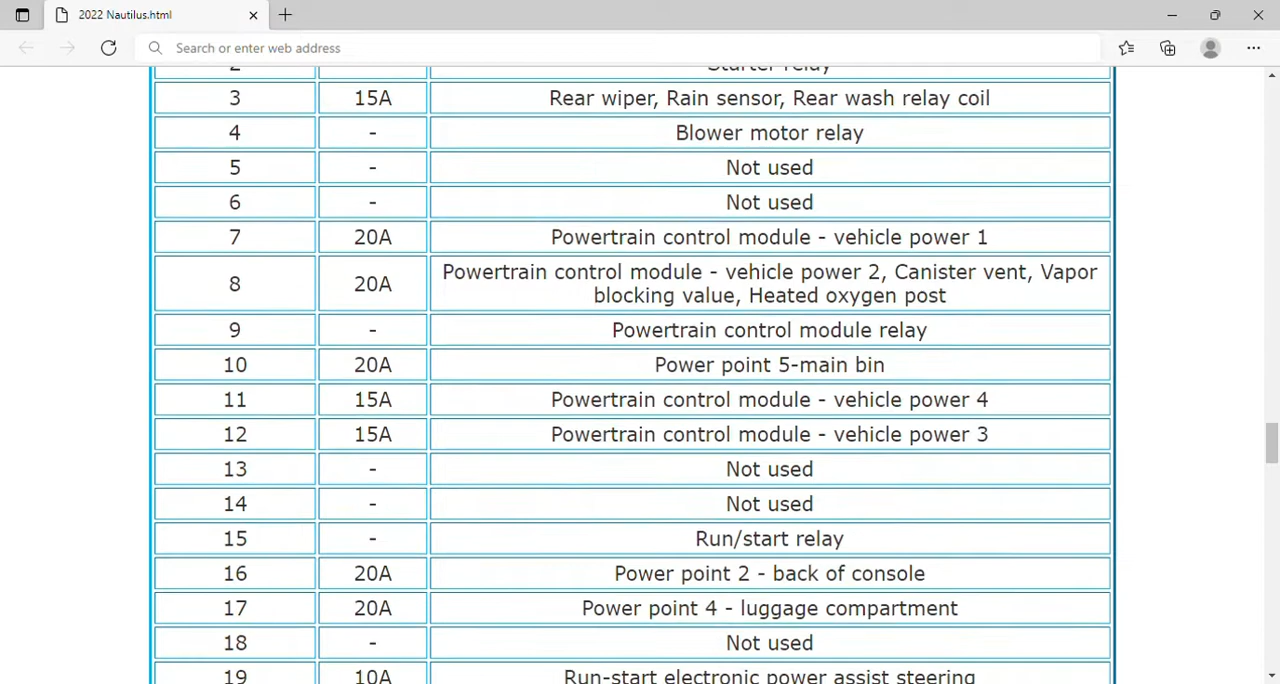 2022 Nautilus.html
Search or enter web address
2 Starter relay
3 15A Rear wiper, Rain sensor, Rear wash relay coil
4 - Blower motor relay
5 - Not used
6 - Not used
7 20A Powertrain control module - vehicle power 1
8 20A Powertrain control module - vehicle power 2, Canister vent, Vapor
blocking value, Heated oxygen post
9 - Powertrain control module relay
10 20A Power point 5-main bin
11 15A Powertrain control module - vehicle power 4
12 15A Powertrain control module - vehicle power 3
13 - Not used
14 - Not used
15 - Run/start relay
16 20A Power point 2 - back of console
17 20A Power point 4 - luggage compartment
18 - Not used
19 10A Run-start electronic power assist steering